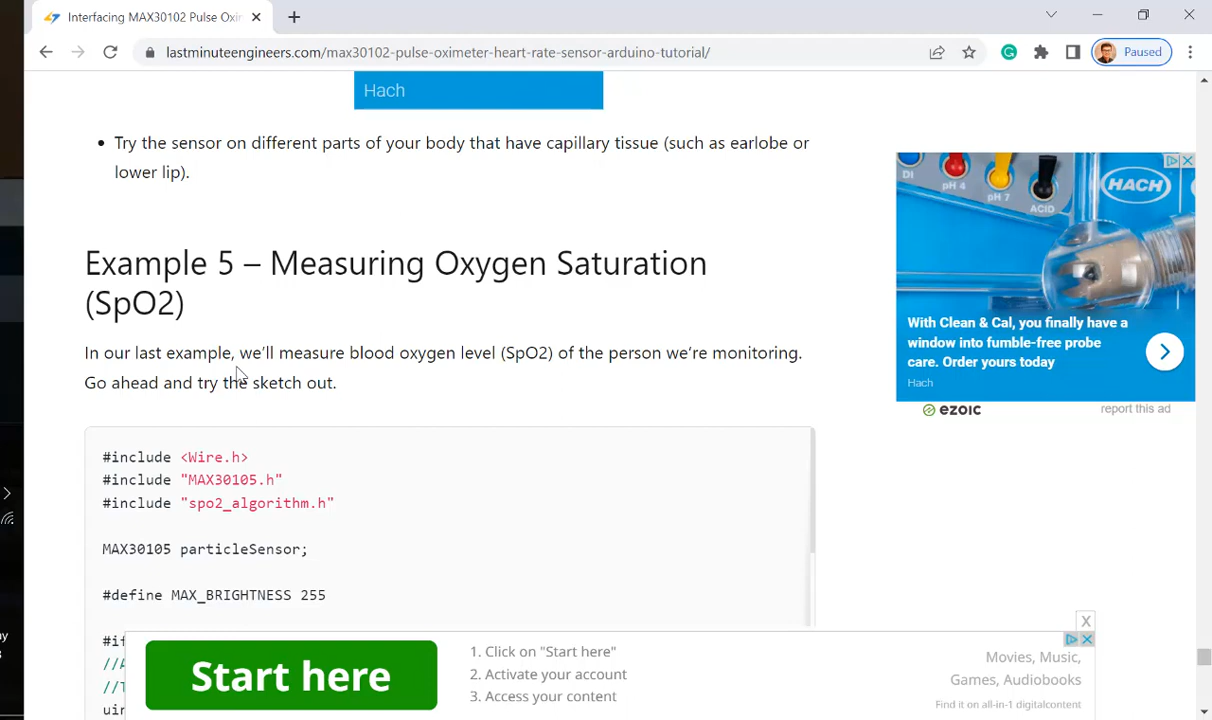 Interfacing MAX30102 Pulse Oxi
lastminuteengineers.com/max30102-pulse-oximeter-heart-rate-sensor-arduino-tutorial/
Paused
Hach
• Try the sensor on different parts of your body that have capillary tissue (such as earlobe or
lower lip).
DI
pH 4
pH 7
ACID
HACH
With Clean & Cal, you finally have a
window into fumble-free probe
care. Order yours today
Hach
ezoic
report this ad
Example 5 – Measuring Oxygen Saturation
(SpO2)
In our last example, we'll measure blood oxygen level (SpO2) of the person we're monitoring.
Go ahead and try the sketch out.
#include <Wire.h>
#include "MAX30105.h"
#include "spo2_algorithm.h"
MAX30105 particleSensor;
#define MAX_BRIGHTNESS 255
#if
//A
//T
uin
Start here
1. Click on "Start here"
2. Activate your account
3. Access your content
X
Movies, Music,
Games, Audiobooks
Find it on all-in-1 digitalcontent